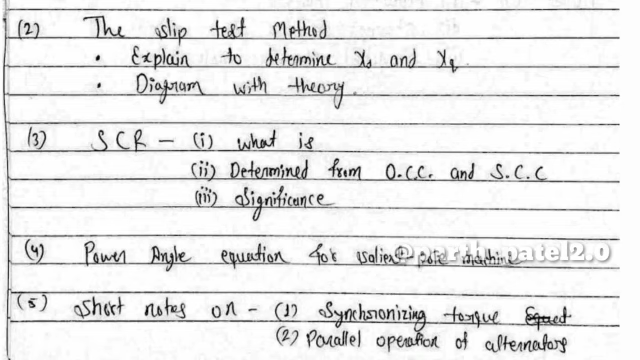 (2) The slip test Method
• Explain to determine Xd and Xq.
• Diagram with theory.
(3) SCR - (i) what is
(ii) Determined from O.C.C. and S.C.C
(iii) Significance
(4) Power Angle equation for salient pole machine
@parth.patel2.0
(5) Short notes on - (1) Synchronizing torque
(2) Parallel operation of alternators